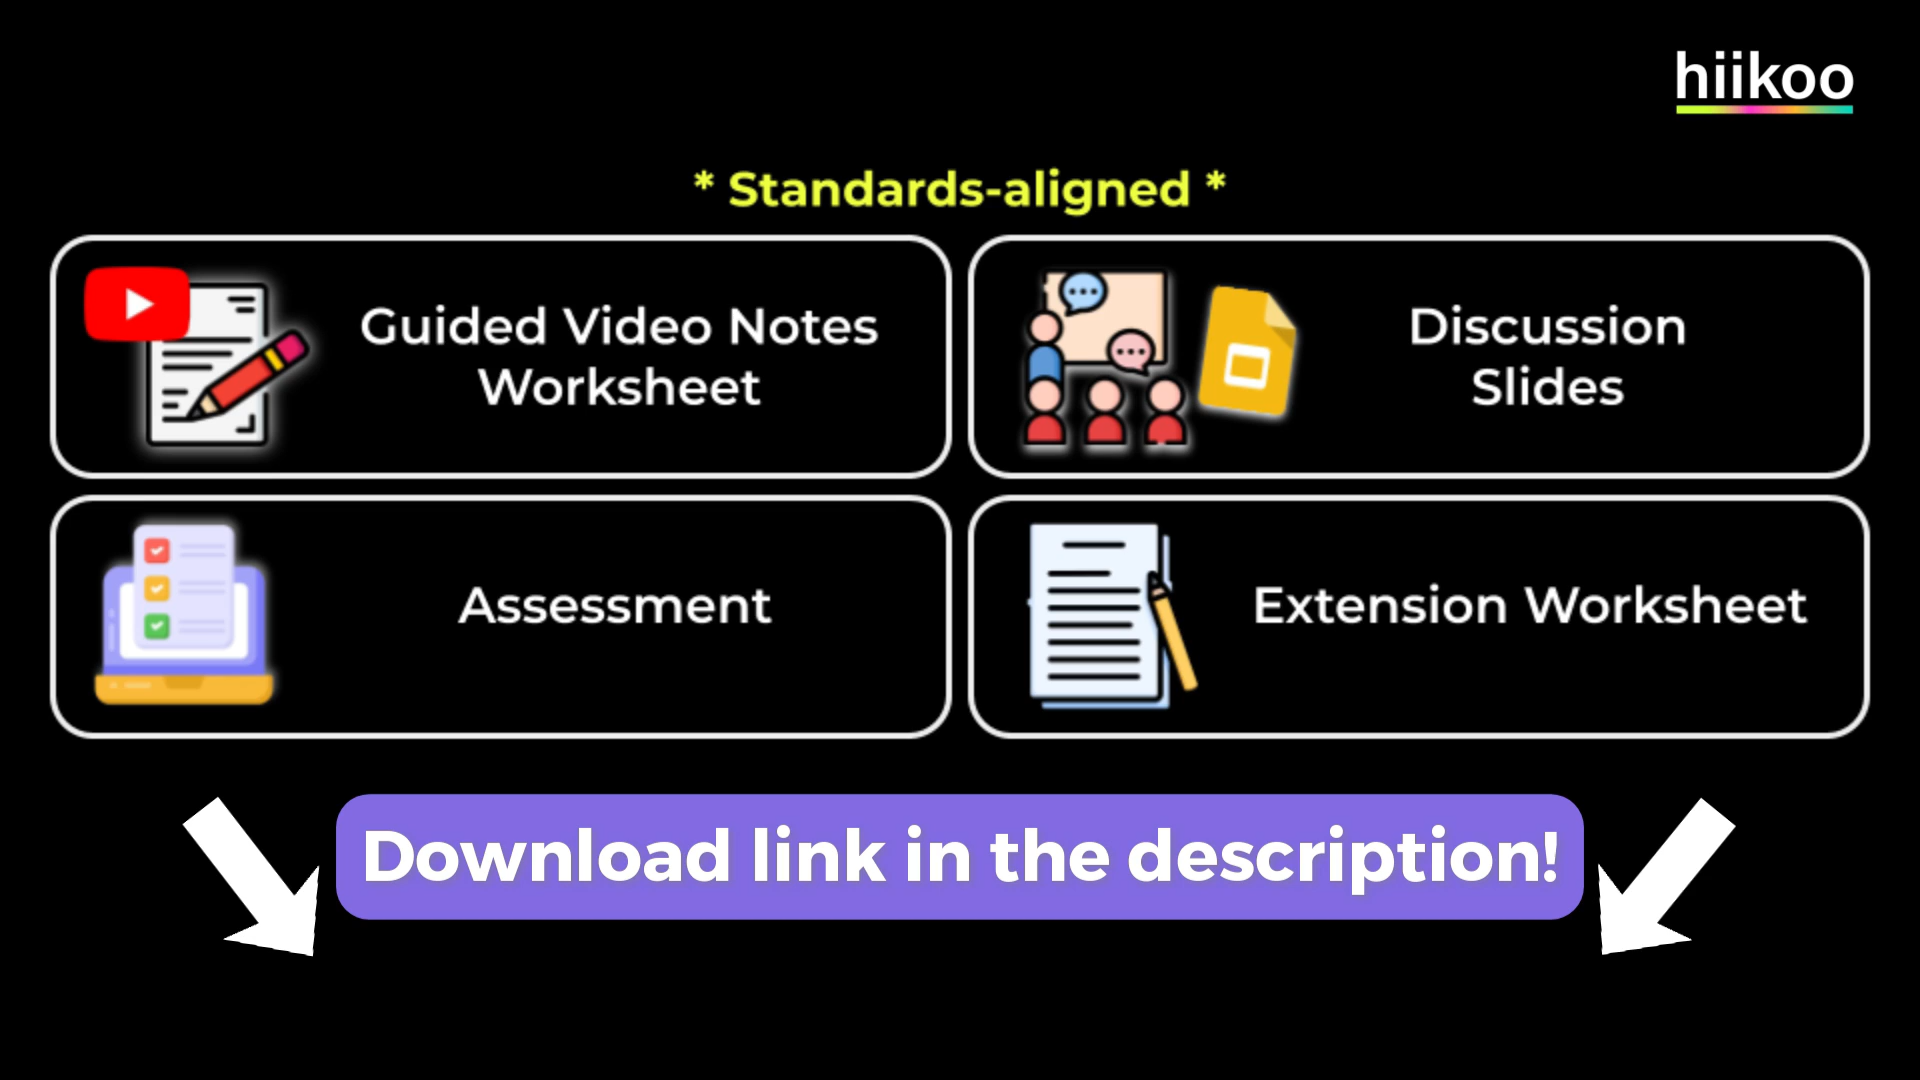 hiikoo
* Standards-aligned *
Guided Video Notes
Worksheet
Discussion
Slides
Assessment
Extension Worksheet
Download link in the description!